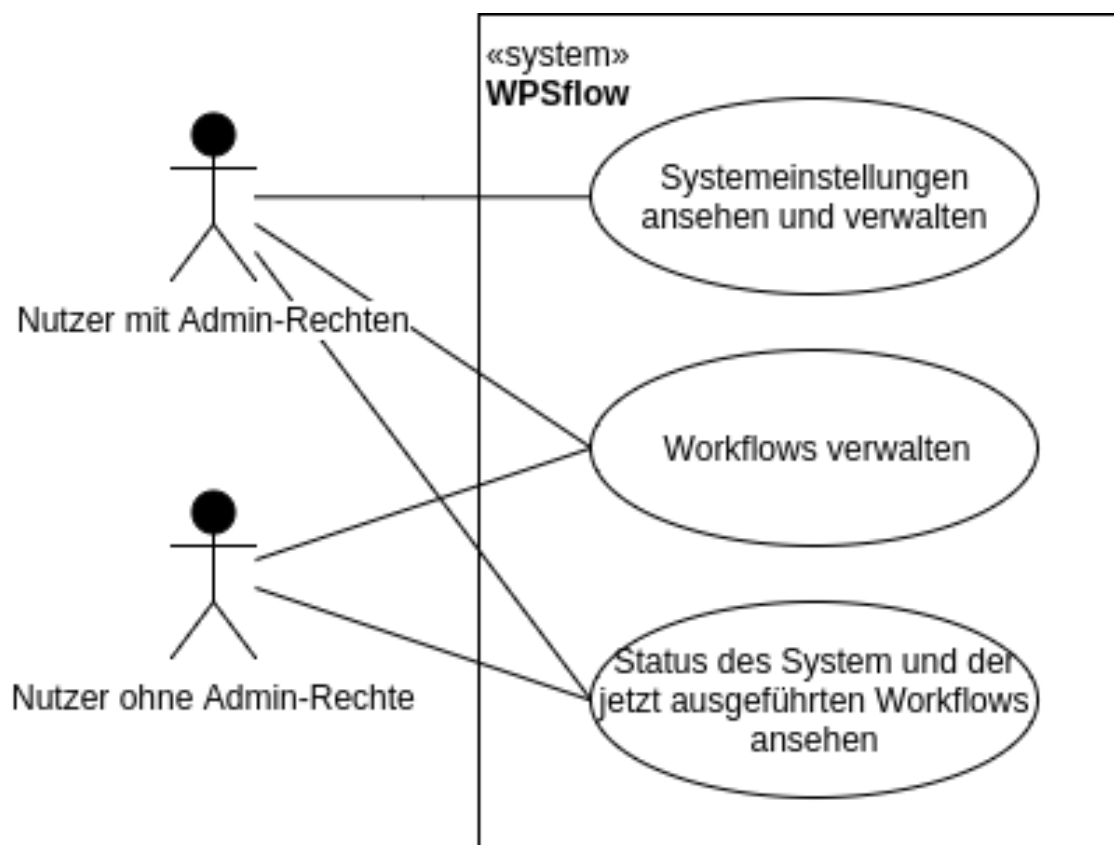 «system»
WPSflow
Systemeinstellungen
ansehen und verwalten
Nutzer mit Admin-Rechten
Workflows verwalten
Nutzer ohne Admin-Rechte
Status des System und der
jetzt ausgeführten Workflows
ansehen